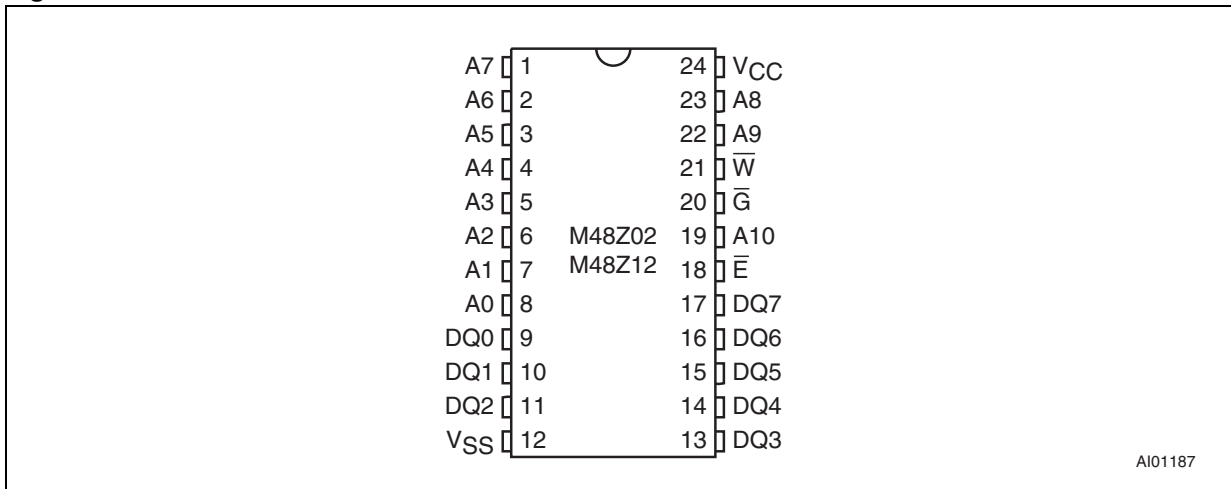 A7 1 24 VCC
A6 2 23 A8
A5 3 22 A9
A4 4 21 W̅
A3 5 20 G̅
A2 6 M48Z02 19 A10
A1 7 M48Z12 18 E̅
A0 8 17 DQ7
DQ0 9 16 DQ6
DQ1 10 15 DQ5
DQ2 11 14 DQ4
VSS 12 13 DQ3
AI01187